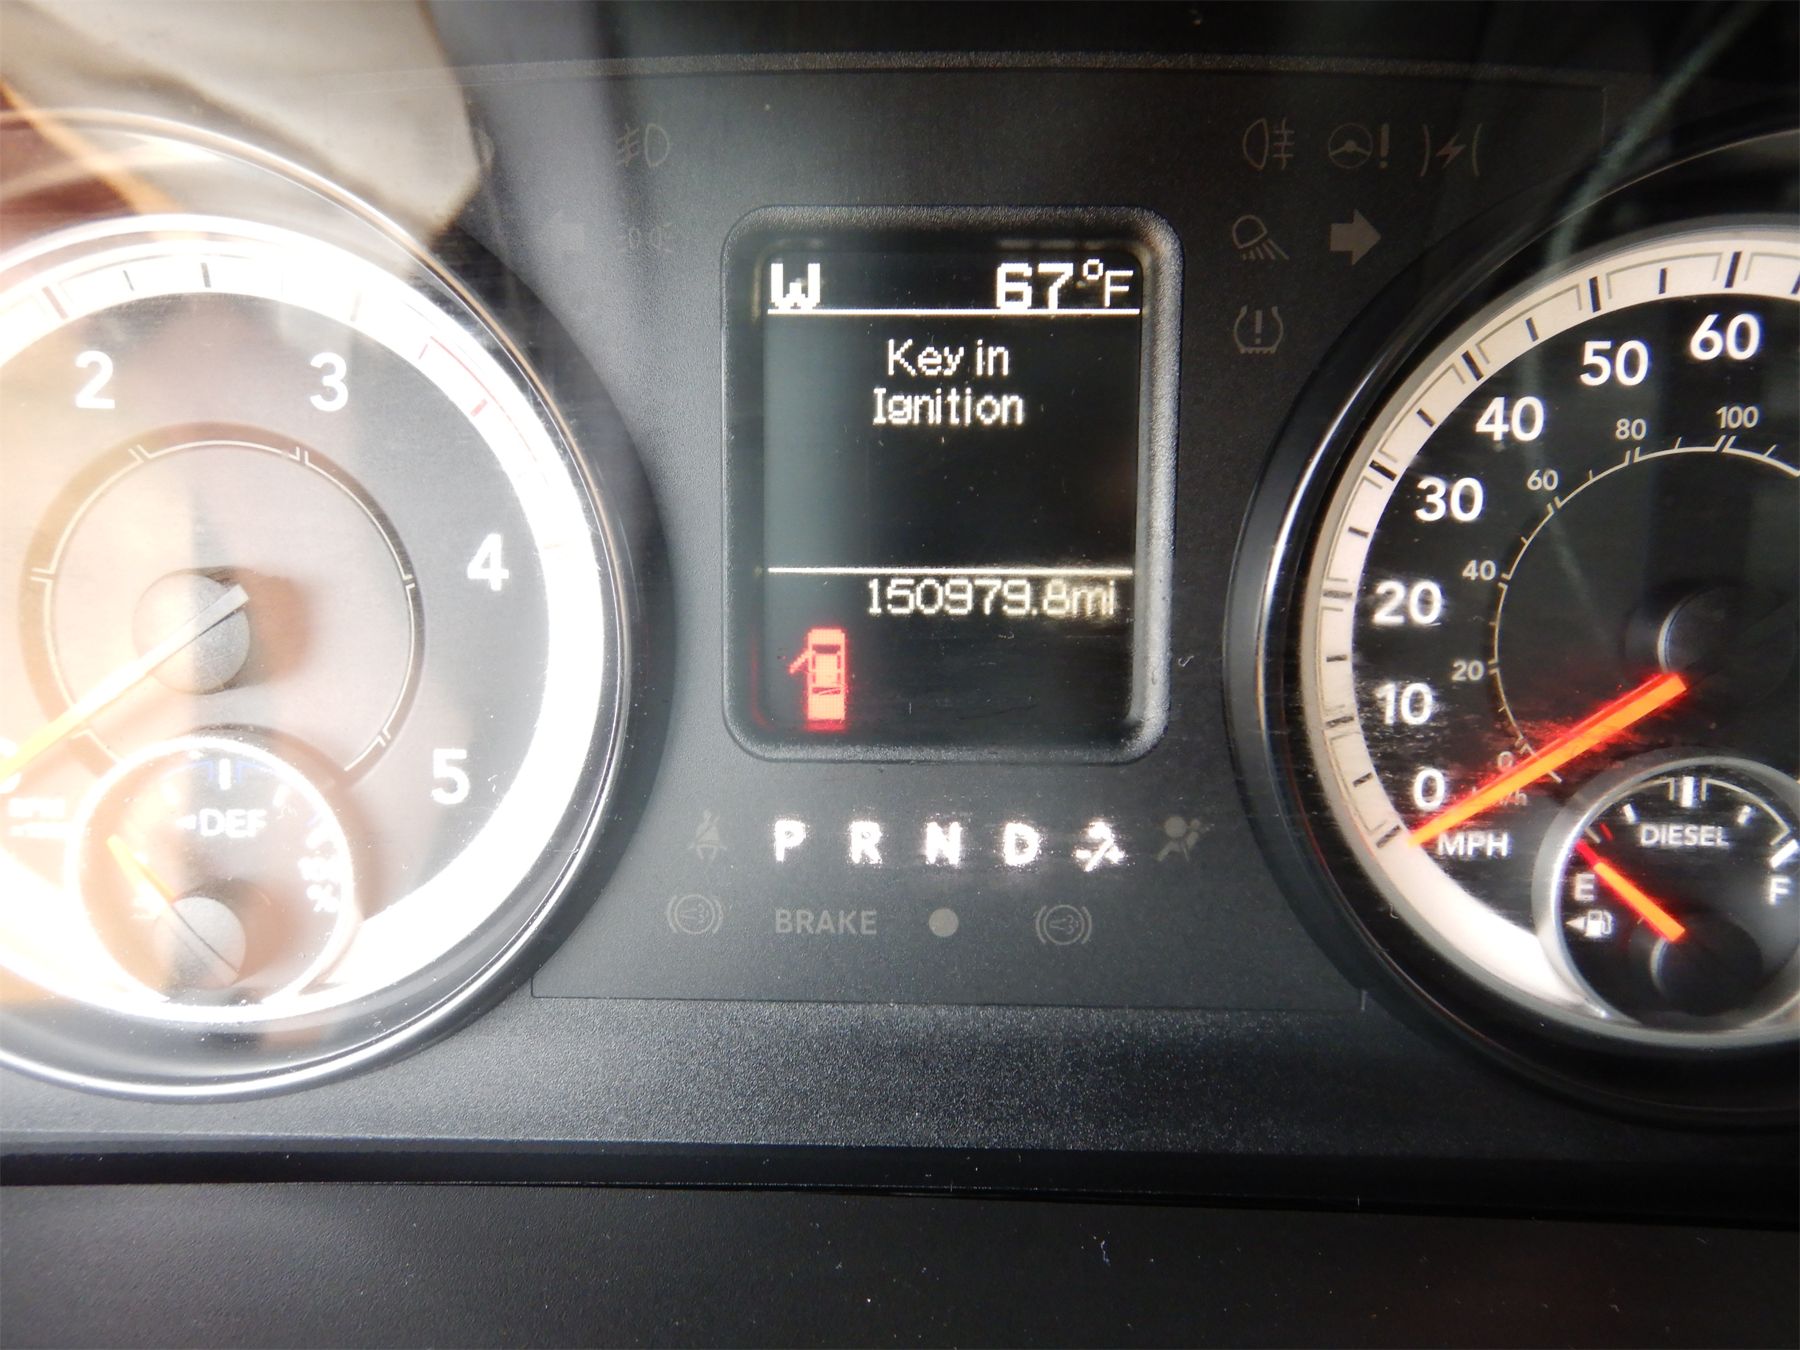 W 67°F
Key in
Ignition
150979.8mi
2 3 4 5
DEF
P R N D
BRAKE
0 10 20 30 40 50 60
0 20 40 60 80 100
MPH
DIESEL
E F